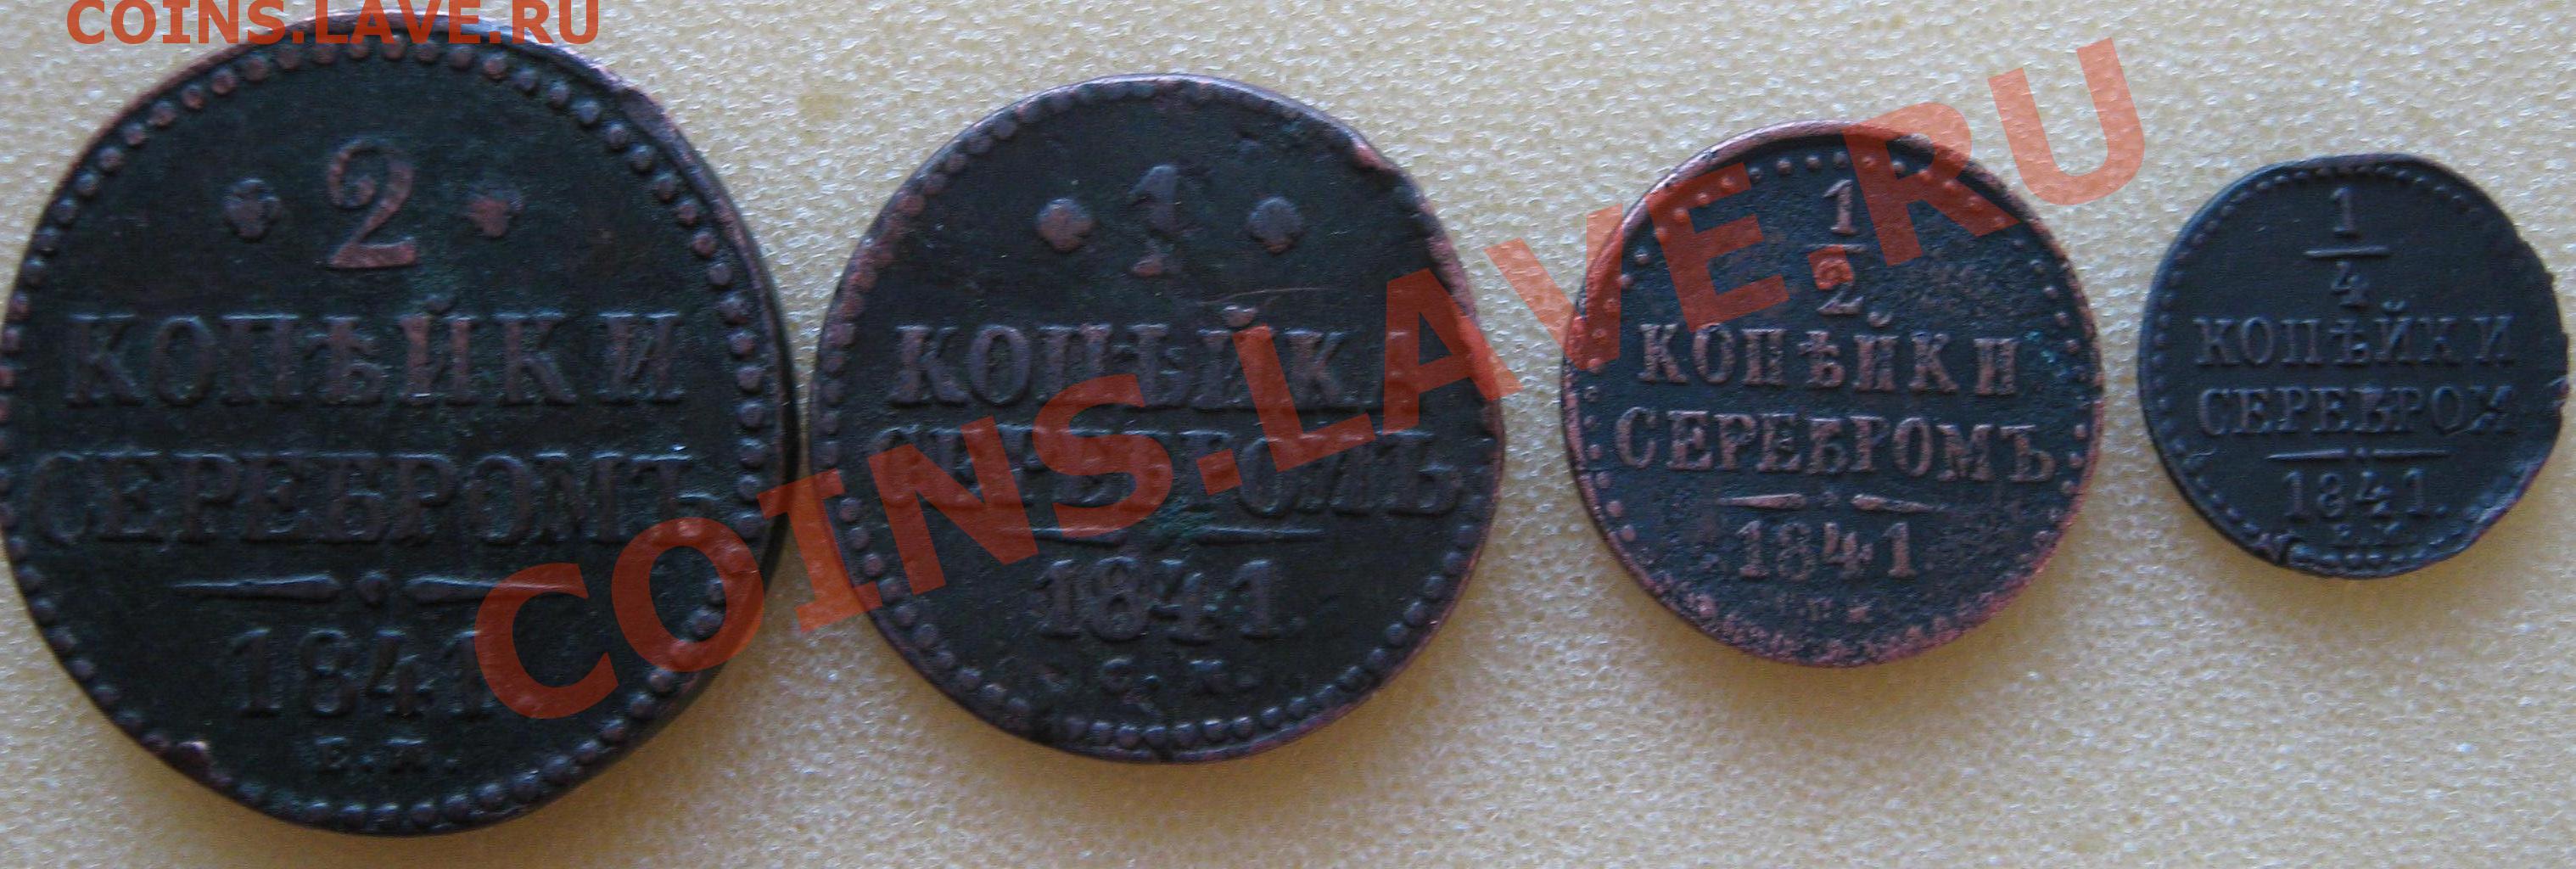 COINS.LAVE.RU
2
КОПѢЙКИ
СЕРЕБРОМЪ
1841
Е.М.
1
КОПѢЙКА
СЕРЕБРОМЪ
1841.
С.М.
1
2
КОПѢЙКИ
СЕРЕБРОМЪ
1841.
1
4
КОПѢЙКИ
СЕРЕБРОМ
1841.
COINS.LAVE.RU